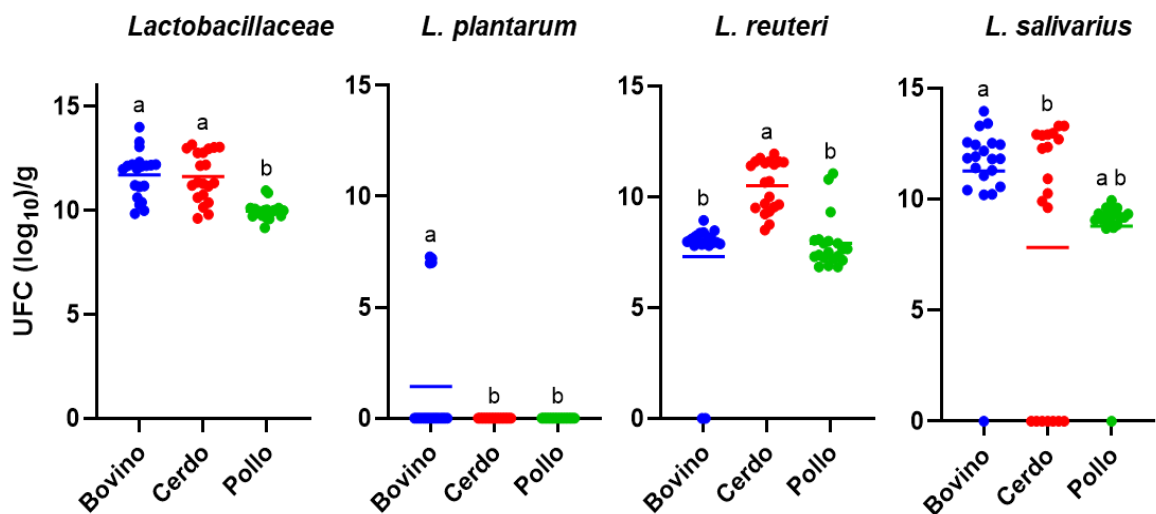 Lactobacillaceae
L. plantarum
L. reuteri
L. salivarius
UFC (log10)/g
15
10
5
0
a
a
b
Bovino
Cerdo
Pollo
15
10
5
0
a
b
b
Bovino
Cerdo
Pollo
15
10
5
0
b
a
b
Bovino
Cerdo
Pollo
15
10
5
0
a
b
a b
Bovino
Cerdo
Pollo